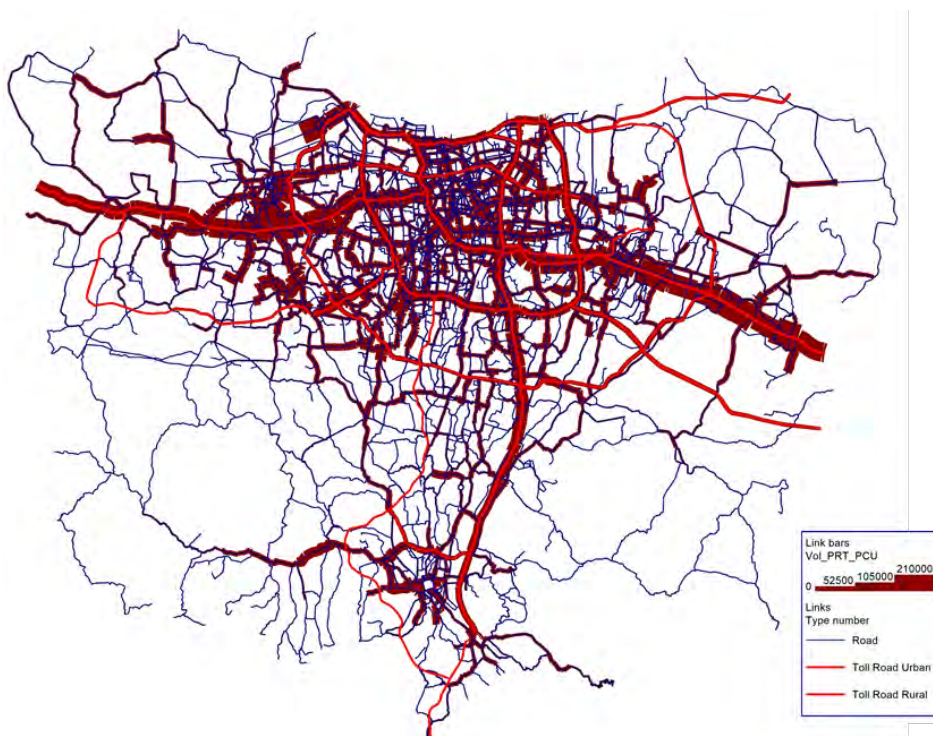 Link bars
Vol_PRT_PCU
0 52500 105000 210000
Links
Type number
Road
Toll Road Urban
Toll Road Rural